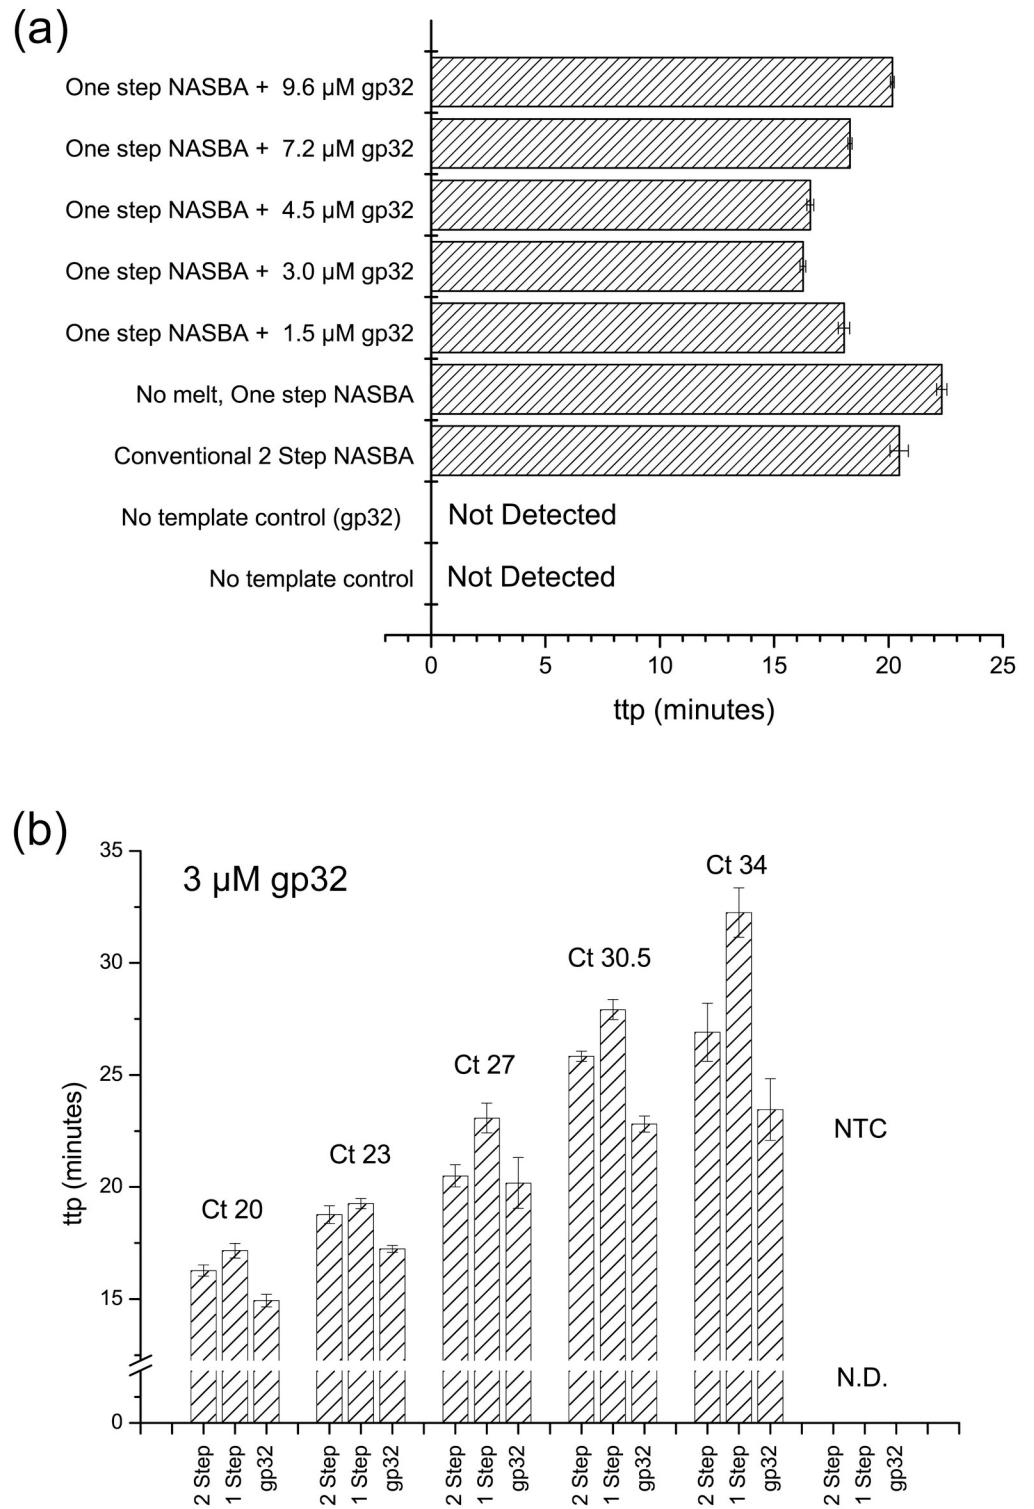 (a)
One step NASBA + 9.6 µM gp32
One step NASBA + 7.2 µM gp32
One step NASBA + 4.5 µM gp32
One step NASBA + 3.0 µM gp32
One step NASBA + 1.5 µM gp32
No melt, One step NASBA
Conventional 2 Step NASBA
No template control (gp32) Not Detected
No template control Not Detected
0 5 10 15 20 25
ttp (minutes)
(b)
3 µM gp32
35
30
25
20
15
0
ttp (minutes)
Ct 20
Ct 23
Ct 27
Ct 30.5
Ct 34
NTC
N.D.
2 Step 1 Step gp32 2 Step 1 Step gp32 2 Step 1 Step gp32 2 Step 1 Step gp32 2 Step 1 Step gp32 2 Step 1 Step gp32